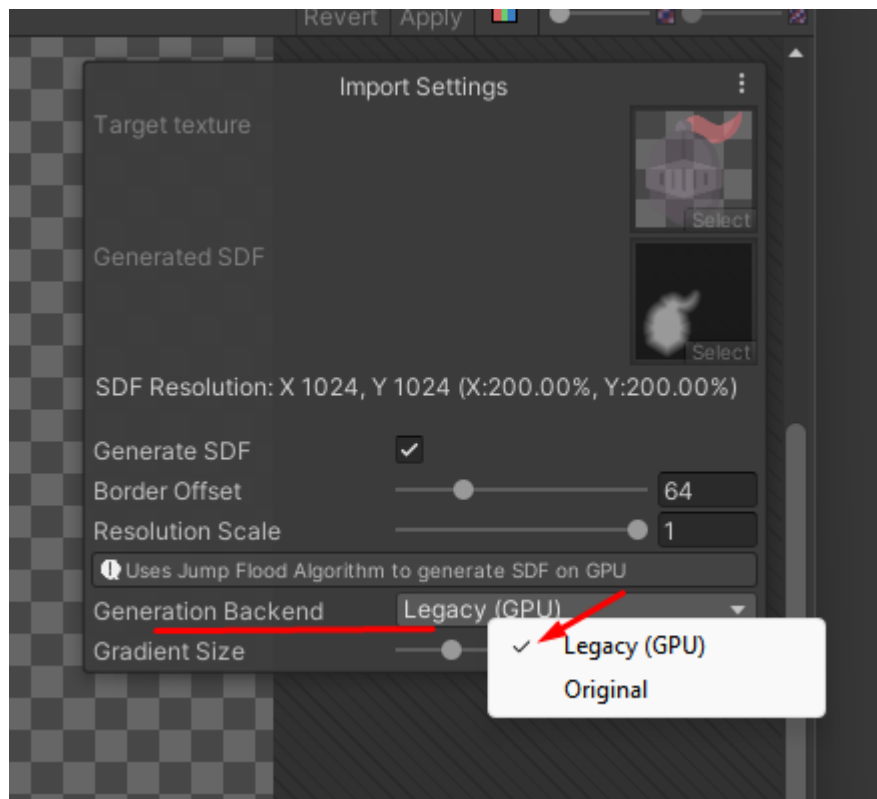 Revert Apply
Import Settings
Target texture
Select
Generated SDF
Select
SDF Resolution: X 1024, Y 1024 (X:200.00%, Y:200.00%)
Generate SDF
Border Offset 64
Resolution Scale 1
Uses Jump Flood Algorithm to generate SDF on GPU
Generation Backend Legacy (GPU)
Gradient Size
Legacy (GPU)
Original